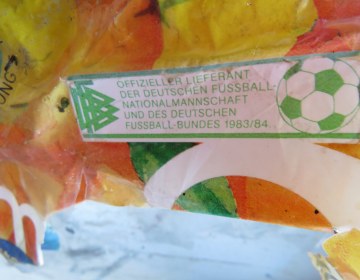 OFFIZIELLER LIEFERANT
DER DEUTSCHEN FUSSBALL-
NATIONALMANNSCHAFT
UND DES DEUTSCHEN
FUSSBALL-BUNDES 1983/84.